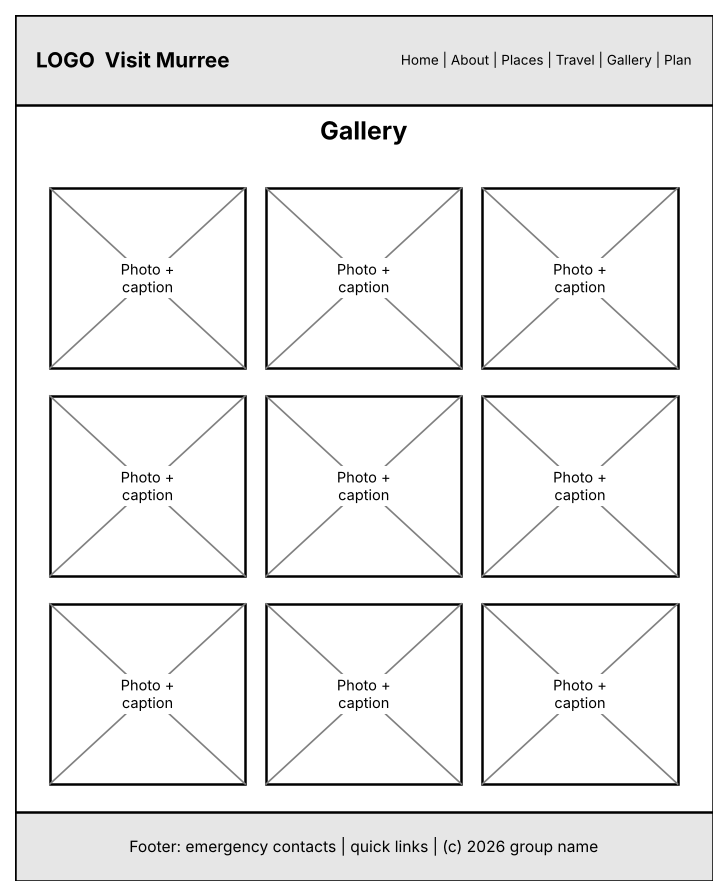 LOGO  Visit Murree
Home | About | Places | Travel | Gallery | Plan
Gallery
Photo +
caption
Photo +
caption
Photo +
caption
Photo +
caption
Photo +
caption
Photo +
caption
Photo +
caption
Photo +
caption
Photo +
caption
Footer: emergency contacts | quick links | (c) 2026 group name